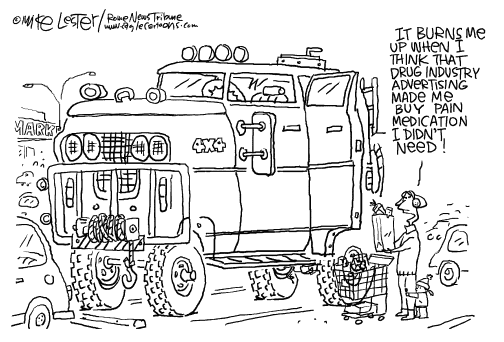 ©MIKE LESTER/Rome News Tribune
www.caglecartoons.com
IT BURNS ME
UP WHEN I
THINK THAT
DRUG INDUSTRY
ADVERTISING
MADE ME
BUY PAIN
MEDICATION
I DIDN'T
NEED!
MARKT
4X4